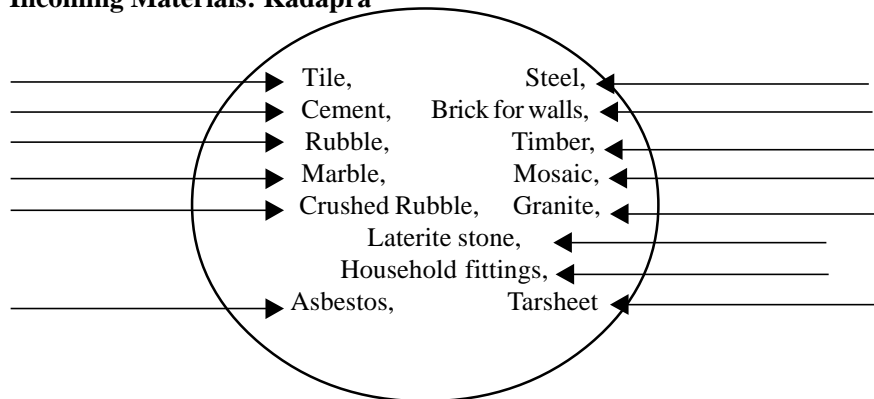 Incoming Materials: Kadapra
Tile, Steel,
Cement, Brick for walls,
Rubble, Timber,
Marble, Mosaic,
Crushed Rubble, Granite,
Laterite stone,
Household fittings,
Asbestos, Tarsheet